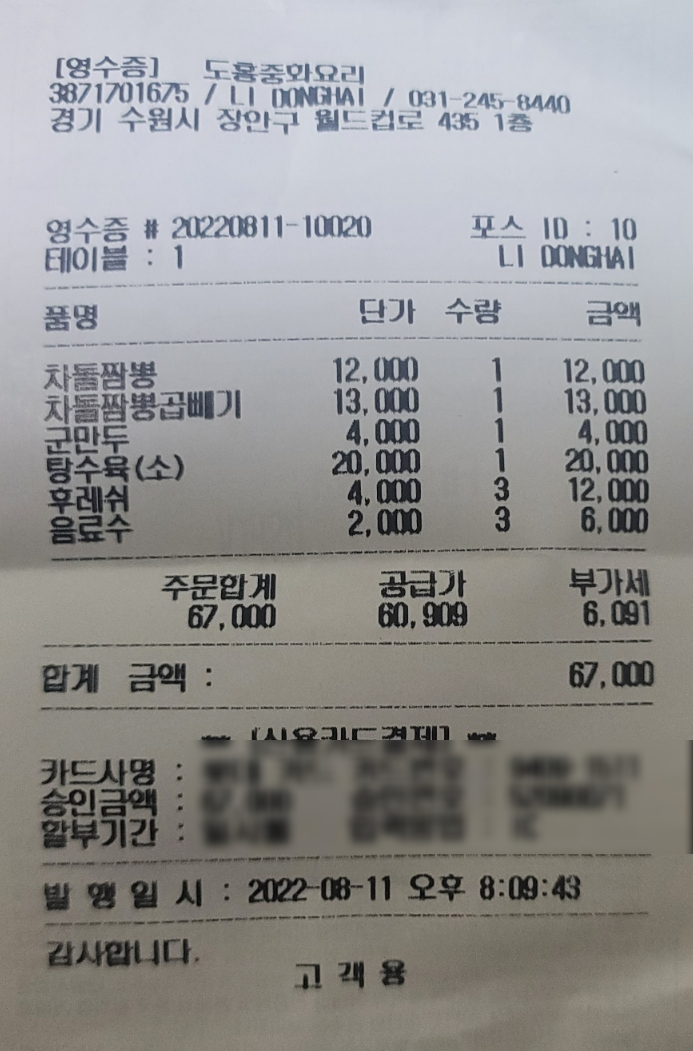 [영수증] 도홍중화요리
3871701675 / LI DONGHAI / 031-245-8440
경기 수원시 장안구 월드컵로 435 1층
영수증 # 20220811-10020 포스 ID : 10
테이블 : 1 LI DONGHAI
품명 단가 수량 금액
차돌짬뽕 12,000 1 12,000
차돌짬뽕곱빼기 13,000 1 13,000
군만두 4,000 1 4,000
탕수육(소) 20,000 1 20,000
후레쉬 4,000 3 12,000
음료수 2,000 3 6,000
주문합계 공급가 부가세
67,000 60,909 6,091
합계 금액 : 67,000
** [신용카드결제] **
카드사명 :
승인금액 :
할부기간 :
발 행 일 시 : 2022-08-11 오후 8:09:43
감사합니다.
고 객 용